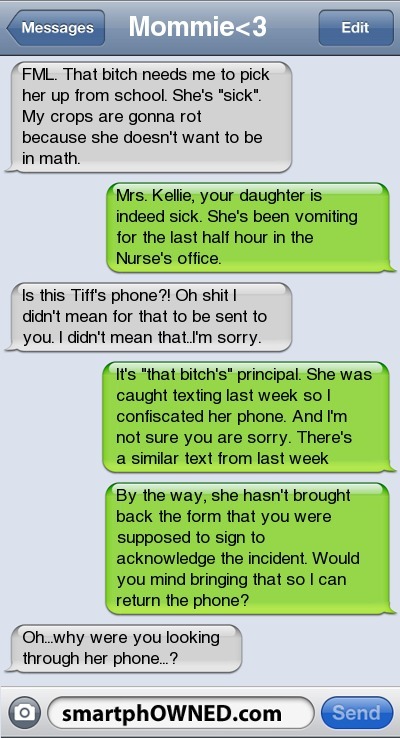 Messages Mommie<3 Edit
FML. That bitch needs me to pick
her up from school. She's "sick".
My crops are gonna rot
because she doesn't want to be
in math.
Mrs. Kellie, your daughter is
indeed sick. She's been vomiting
for the last half hour in the
Nurse's office.
Is this Tiff's phone?! Oh shit I
didn't mean for that to be sent to
you. I didn't mean that..I'm sorry.
It's "that bitch's" principal. She was
caught texting last week so I
confiscated her phone. And I'm
not sure you are sorry. There's
a similar text from last week
By the way, she hasn't brought
back the form that you were
supposed to sign to
acknowledge the incident. Would
you mind bringing that so I can
return the phone?
Oh...why were you looking
through her phone...?
smartphOWNED.com Send